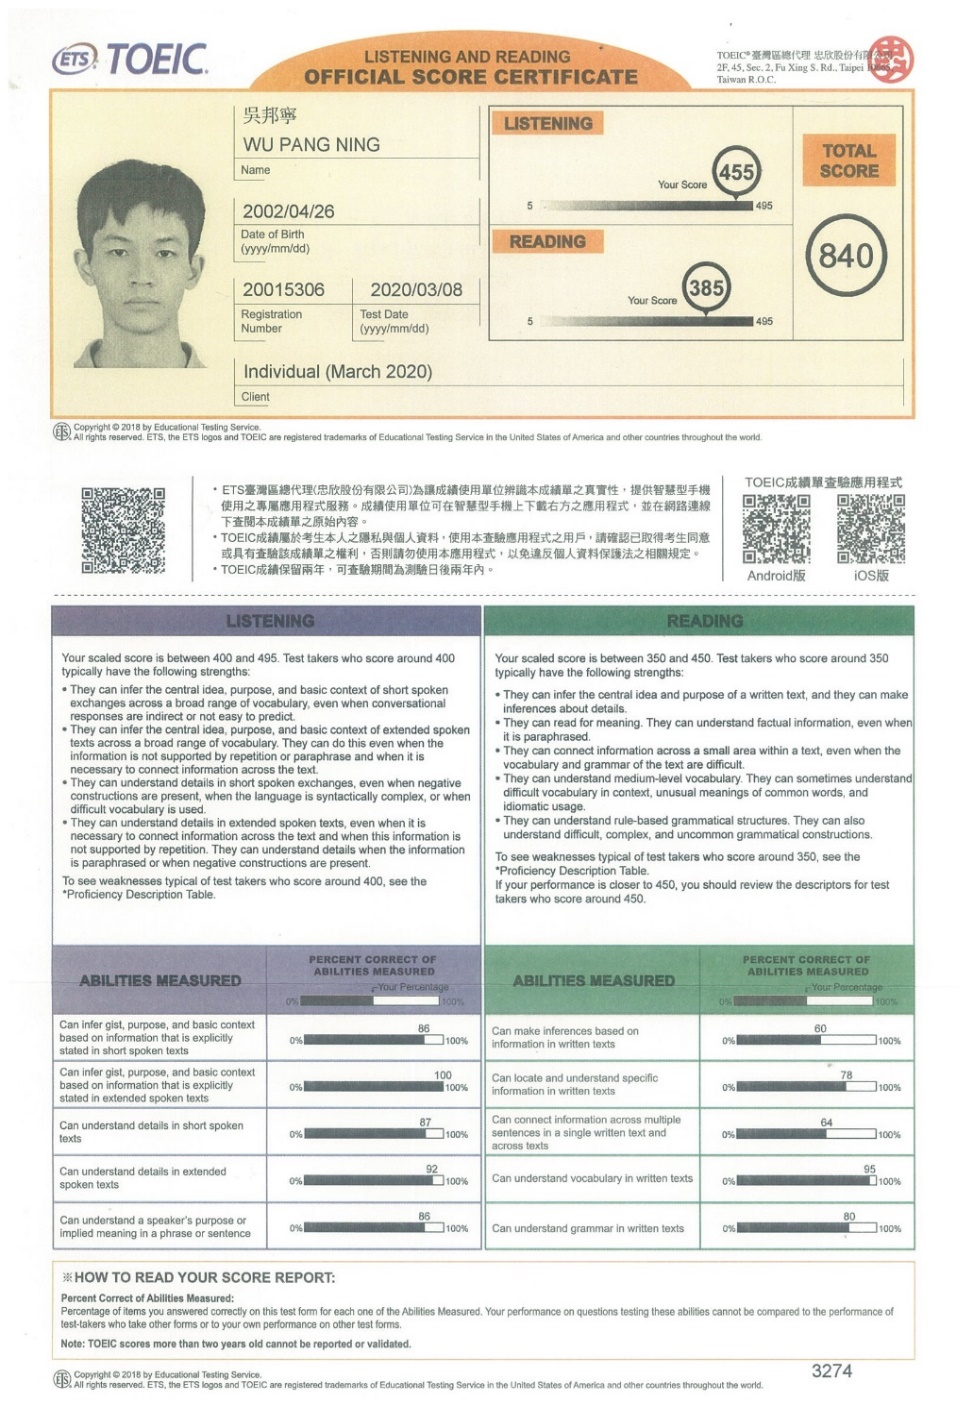 ETS TOEIC®
LISTENING AND READING
OFFICIAL SCORE CERTIFICATE
TOEIC®臺灣區總代理 忠欣股份有限公司
2F, 45, Sec. 2, Fu Xing S. Rd., Taipei
Taiwan R.O.C.
吳邦寧
WU PANG NING
Name
2002/04/26
Date of Birth
(yyyy/mm/dd)
20015306
Registration
Number
2020/03/08
Test Date
(yyyy/mm/dd)
Individual (March 2020)
Client
LISTENING
455
Your Score
5 495
READING
385
Your Score
5 495
TOTAL
SCORE
840
ETS Copyright © 2018 by Educational Testing Service.
All rights reserved. ETS, the ETS logos and TOEIC are registered trademarks of Educational Testing Service in the United States of America and other countries throughout the world.
• ETS臺灣區總代理(忠欣股份有限公司)為讓成績使用單位辨識本成績單之真實性，提供智慧型手機
使用之專屬應用程式服務。成績使用單位可在智慧型手機上下載右方之應用程式，並在網路連線
下查閱本成績單之原始內容。
• TOEIC成績屬於考生本人之隱私與個人資料，使用本查驗應用程式之用戶，請確認已取得考生同意
或具有查驗該成績單之權利，否則請勿使用本應用程式，以免違反個人資料保護法之相關規定。
• TOEIC成績保留兩年，可查驗期間為測驗日後兩年內。
TOEIC成績單查驗應用程式
Android版 iOS版
LISTENING
Your scaled score is between 400 and 495. Test takers who score around 400
typically have the following strengths:
• They can infer the central idea, purpose, and basic context of short spoken
exchanges across a broad range of vocabulary, even when conversational
responses are indirect or not easy to predict.
• They can infer the central idea, purpose, and basic context of extended spoken
texts across a broad range of vocabulary. They can do this even when the
information is not supported by repetition or paraphrase and when it is
necessary to connect information across the text.
• They can understand details in short spoken exchanges, even when negative
constructions are present, when the language is syntactically complex, or when
difficult vocabulary is used.
• They can understand details in extended spoken texts, even when it is
necessary to connect information across the text and when this information is
not supported by repetition. They can understand details when the information
is paraphrased or when negative constructions are present.
To see weaknesses typical of test takers who score around 400, see the
*Proficiency Description Table.
READING
Your scaled score is between 350 and 450. Test takers who score around 350
typically have the following strengths:
• They can infer the central idea and purpose of a written text, and they can make
inferences about details.
• They can read for meaning. They can understand factual information, even when
it is paraphrased.
• They can connect information across a small area within a text, even when the
vocabulary and grammar of the text are difficult.
• They can understand medium-level vocabulary. They can sometimes understand
difficult vocabulary in context, unusual meanings of common words, and
idiomatic usage.
• They can understand rule-based grammatical structures. They can also
understand difficult, complex, and uncommon grammatical constructions.
To see weaknesses typical of test takers who score around 350, see the
*Proficiency Description Table.
If your performance is closer to 450, you should review the descriptors for test
takers who score around 450.
ABILITIES MEASURED
PERCENT CORRECT OF
ABILITIES MEASURED
Your Percentage
0% 100%
Can infer gist, purpose, and basic context
based on information that is explicitly
stated in short spoken texts
86
0% 100%
Can infer gist, purpose, and basic context
based on information that is explicitly
stated in extended spoken texts
100
0% 100%
Can understand details in short spoken
texts
87
0% 100%
Can understand details in extended
spoken texts
92
0% 100%
Can understand a speaker's purpose or
implied meaning in a phrase or sentence
86
0% 100%
ABILITIES MEASURED
PERCENT CORRECT OF
ABILITIES MEASURED
Your Percentage
0% 100%
Can make inferences based on
information in written texts
60
0% 100%
Can locate and understand specific
information in written texts
78
0% 100%
Can connect information across multiple
sentences in a single written text and
across texts
64
0% 100%
Can understand vocabulary in written texts
95
0% 100%
Can understand grammar in written texts
80
0% 100%
※HOW TO READ YOUR SCORE REPORT:
Percent Correct of Abilities Measured:
Percentage of items you answered correctly on this test form for each one of the Abilities Measured. Your performance on questions testing these abilities cannot be compared to the performance of
test-takers who take other forms or to your own performance on other test forms.
Note: TOEIC scores more than two years old cannot be reported or validated.
3274
ETS Copyright © 2018 by Educational Testing Service.
All rights reserved. ETS, the ETS logos and TOEIC are registered trademarks of Educational Testing Service in the United States of America and other countries throughout the world.